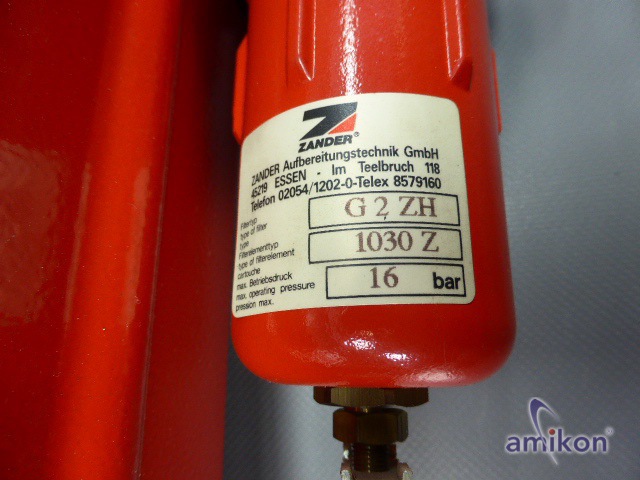 ZANDER®
ZANDER Aufbereitungstechnik GmbH
45219 ESSEN - Im Teelbruch 118
Telefon 02054/1202-0-Telex 8579160
Filtertyp
type of filter
type
G 2, ZH
Filterelementtyp
type of filterelement
cartouche
1030 Z
max. Betriebsdruck
max. operating pressure
pression max.
16 bar
amikon